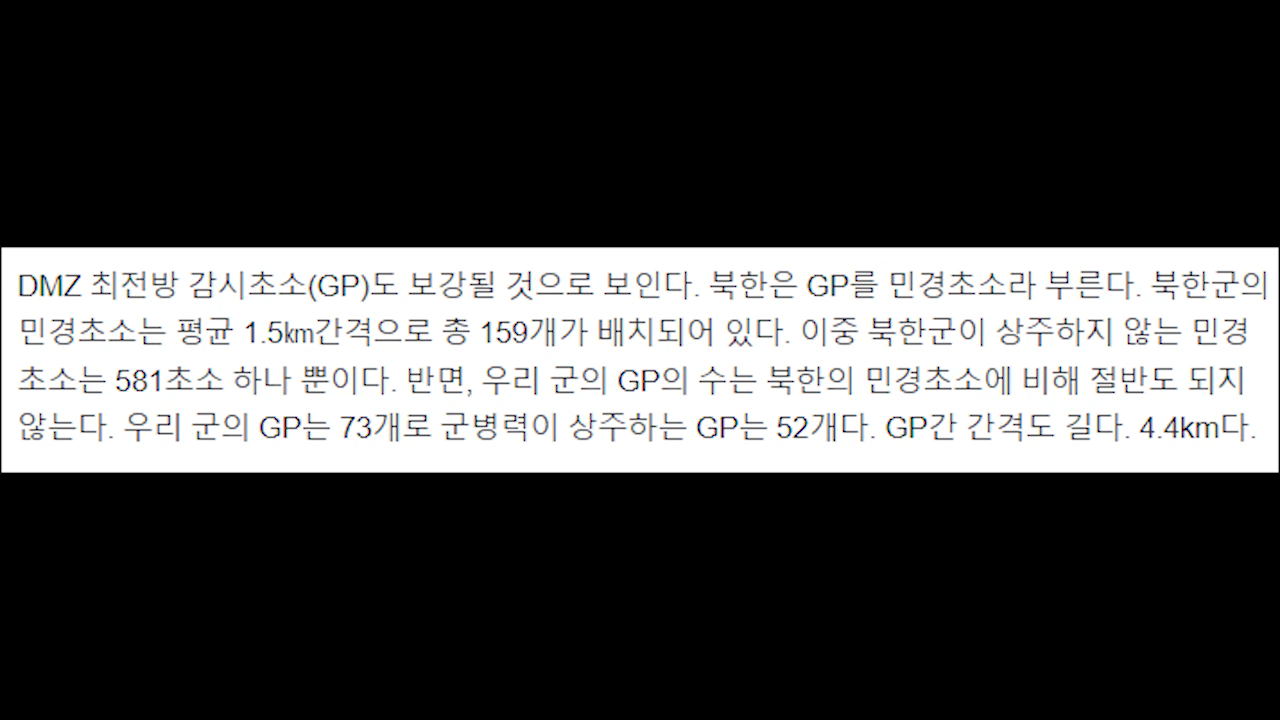 DMZ 최전방 감시초소(GP)도 보강될 것으로 보인다. 북한은 GP를 민경초소라 부른다. 북한군의
민경초소는 평균 1.5㎞간격으로 총 159개가 배치되어 있다. 이중 북한군이 상주하지 않는 민경
초소는 581초소 하나 뿐이다. 반면, 우리 군의 GP의 수는 북한의 민경초소에 비해 절반도 되지
않는다. 우리 군의 GP는 73개로 군병력이 상주하는 GP는 52개다. GP간 간격도 길다. 4.4km다.